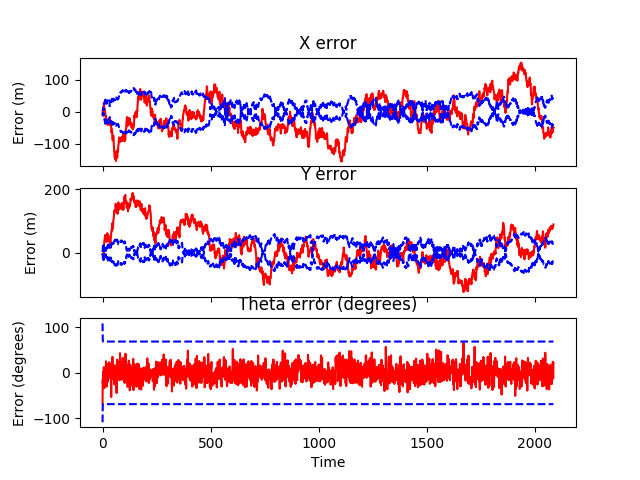 X error
Error (m)
100
0
−100
Y error
Error (m)
200
0
Theta error (degrees)
Error (degrees)
100
0
−100
0
500
1000
1500
2000
Time